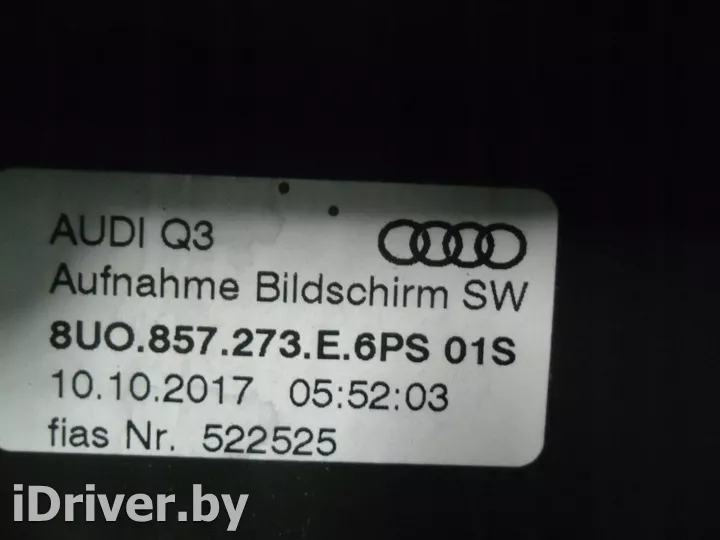 AUDI Q3
Aufnahme Bildschirm SW
8U0.857.273.E.6PS 01S
10.10.2017 05:52:03
fias Nr. 522525
iDriver.by